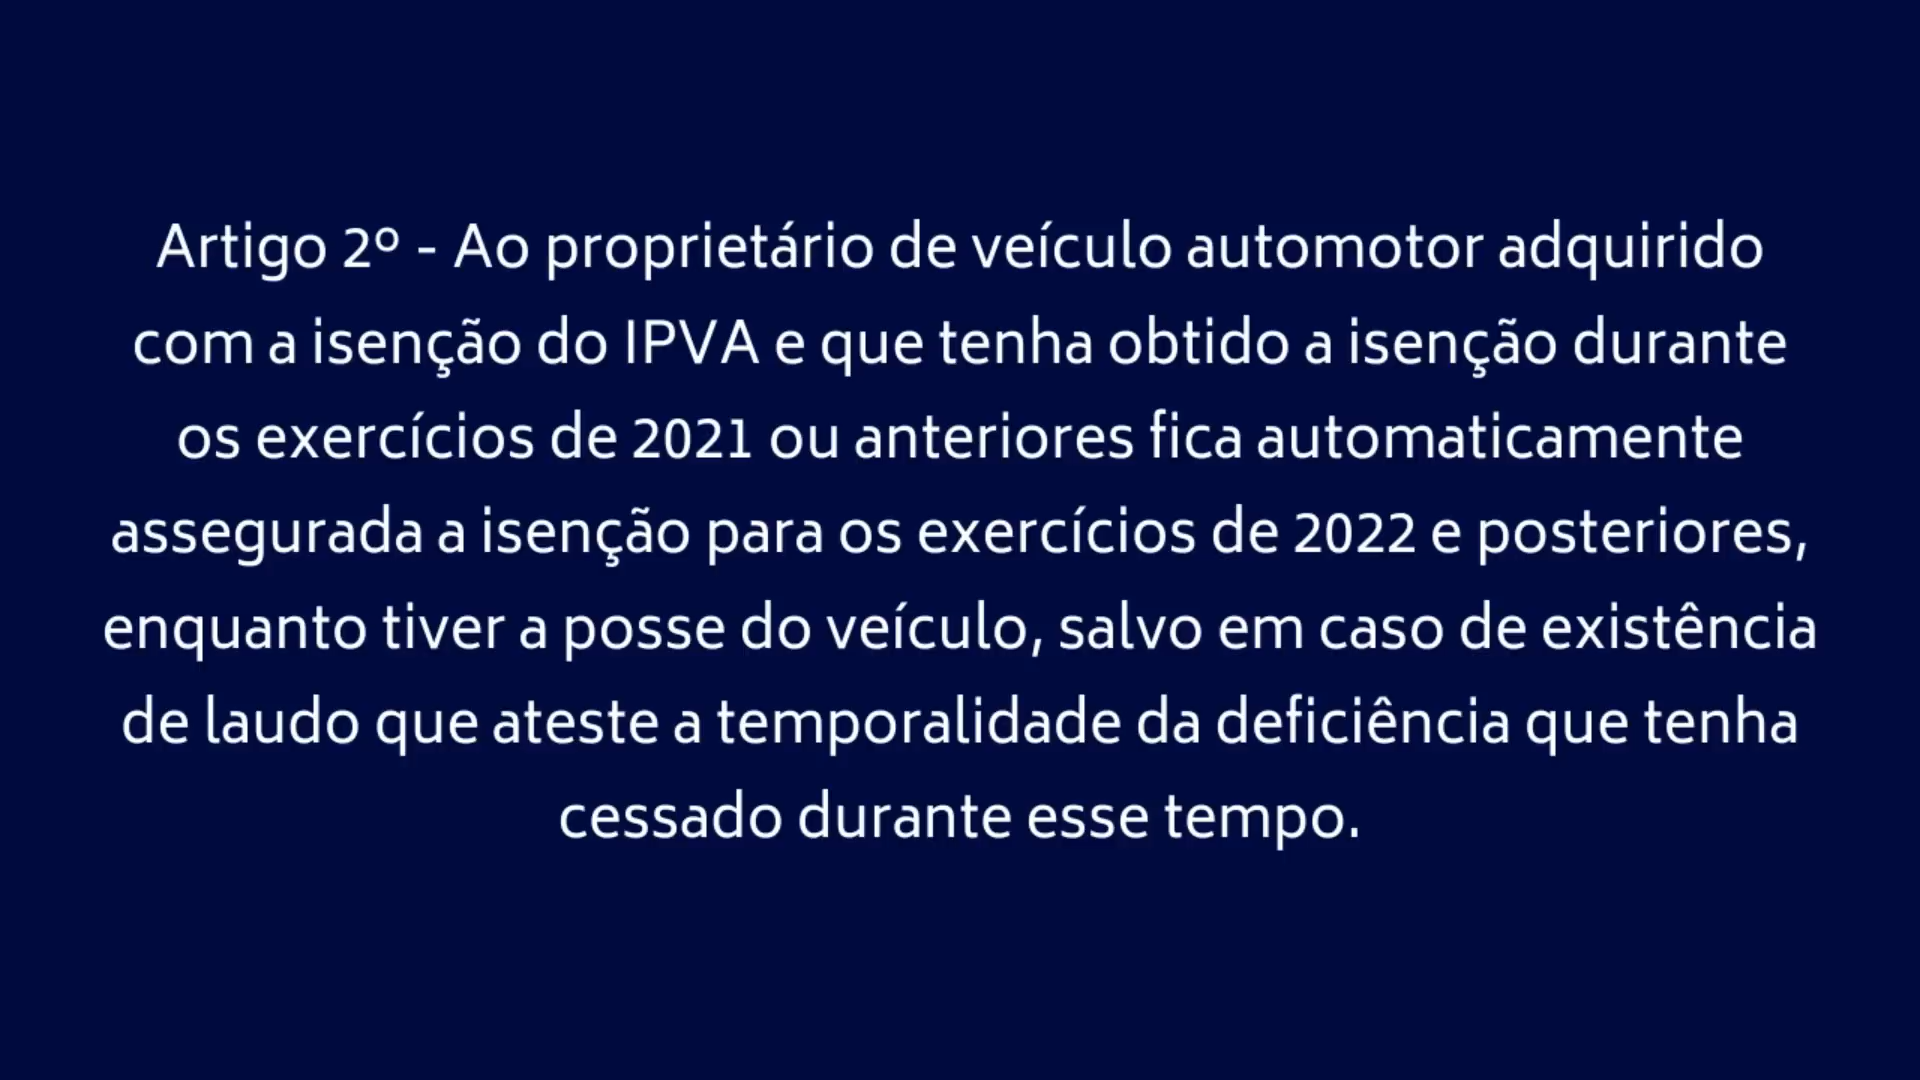 Artigo 2º - Ao proprietário de veículo automotor adquirido
com a isenção do IPVA e que tenha obtido a isenção durante
os exercícios de 2021 ou anteriores fica automaticamente
assegurada a isenção para os exercícios de 2022 e posteriores,
enquanto tiver a posse do veículo, salvo em caso de existência
de laudo que ateste a temporalidade da deficiência que tenha
cessado durante esse tempo.